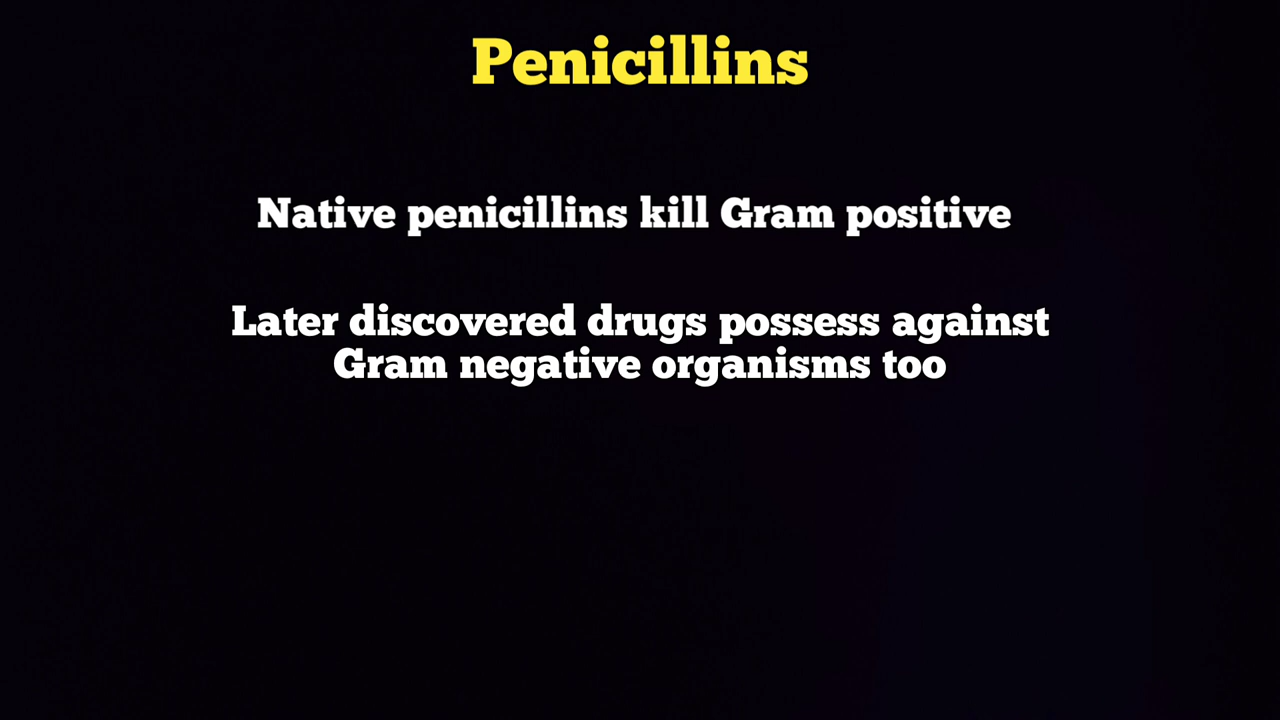 Penicillins
Native penicillins kill Gram positive
Later discovered drugs possess against
Gram negative organisms too